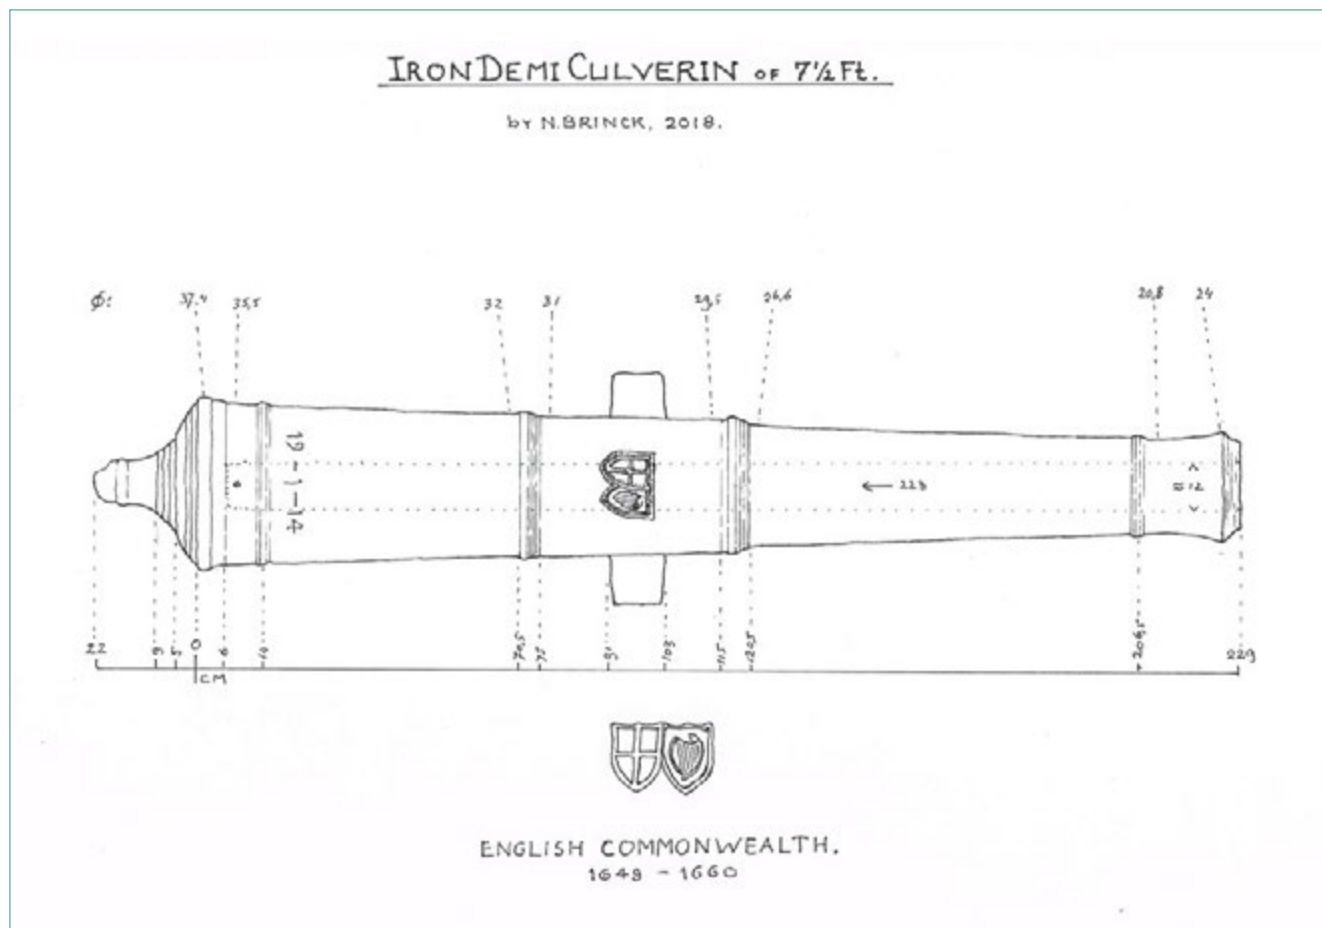 IRON DEMI CULVERIN OF 7½ Ft.
by N. BRINCK, 2018.
Ø: 37.4 35,5 32 31 29,5 26,6 20,8 24
19-1-14
← 223
B 12
22 9 5 0 6 14 70,5 75 91 103 115 120,5 206,5 229
CM
ENGLISH COMMONWEALTH.
1649 - 1660